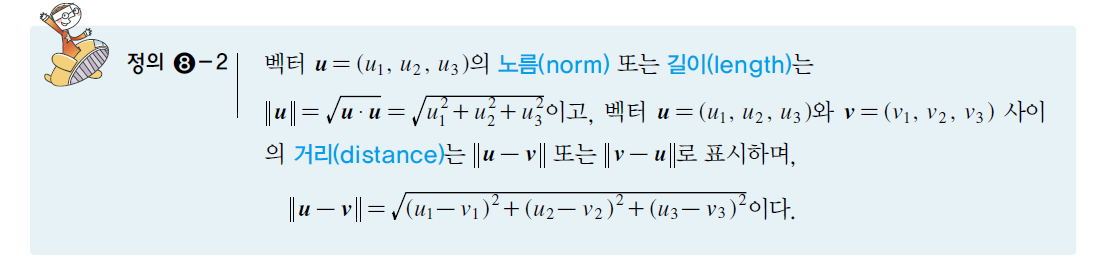 정의 ❽-2 벡터 u = (u₁, u₂, u₃)의 노름(norm) 또는 길이(length)는
‖u‖ = √(u · u) = √(u₁² + u₂² + u₃²)이고, 벡터 u = (u₁, u₂, u₃)와 v = (v₁, v₂, v₃) 사이
의 거리(distance)는 ‖u − v‖ 또는 ‖v − u‖로 표시하며,
‖u − v‖ = √((u₁ − v₁)² + (u₂ − v₂)² + (u₃ − v₃)²)이다.